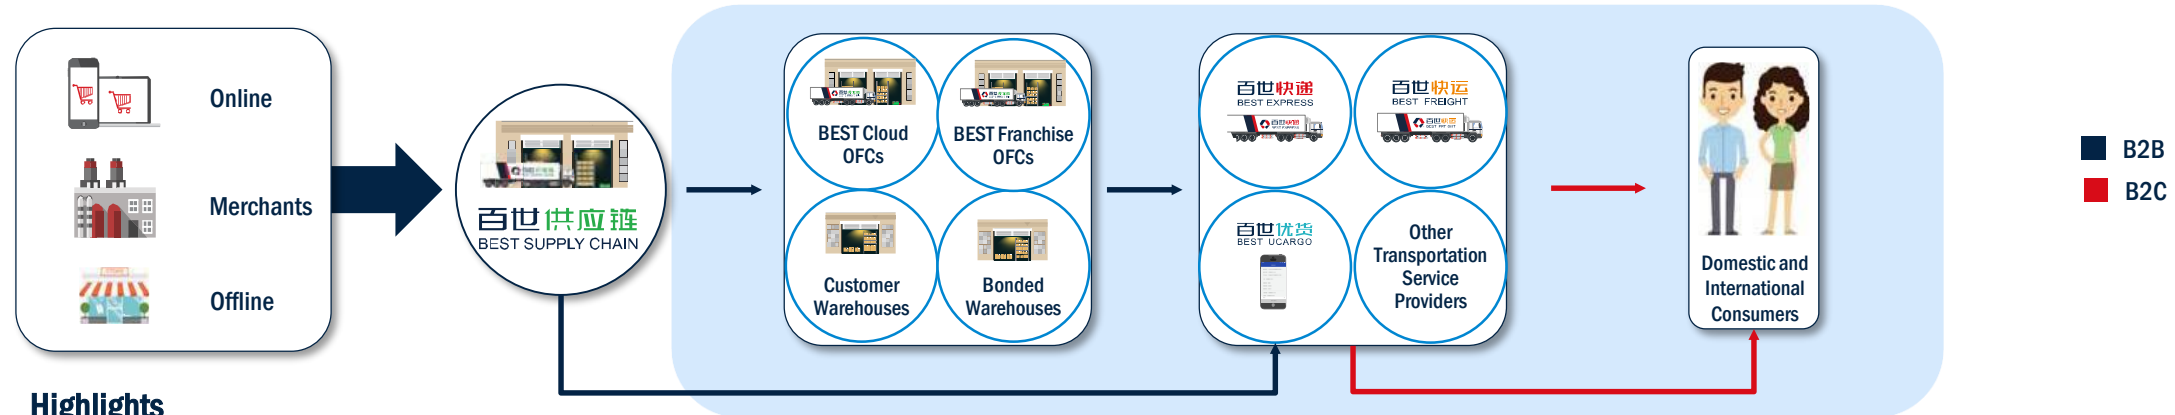 Online
Merchants
Offline
百世供应链
BEST SUPPLY CHAIN
BEST Cloud
OFCs
BEST Franchise
OFCs
Customer
Warehouses
Bonded
Warehouses
百世快递
BEST EXPRESS
百世快运
BEST FREIGHT
百世优货
BEST UCARGO
Other
Transportation
Service
Providers
Domestic and
International
Consumers
B2B
B2C
Highlights